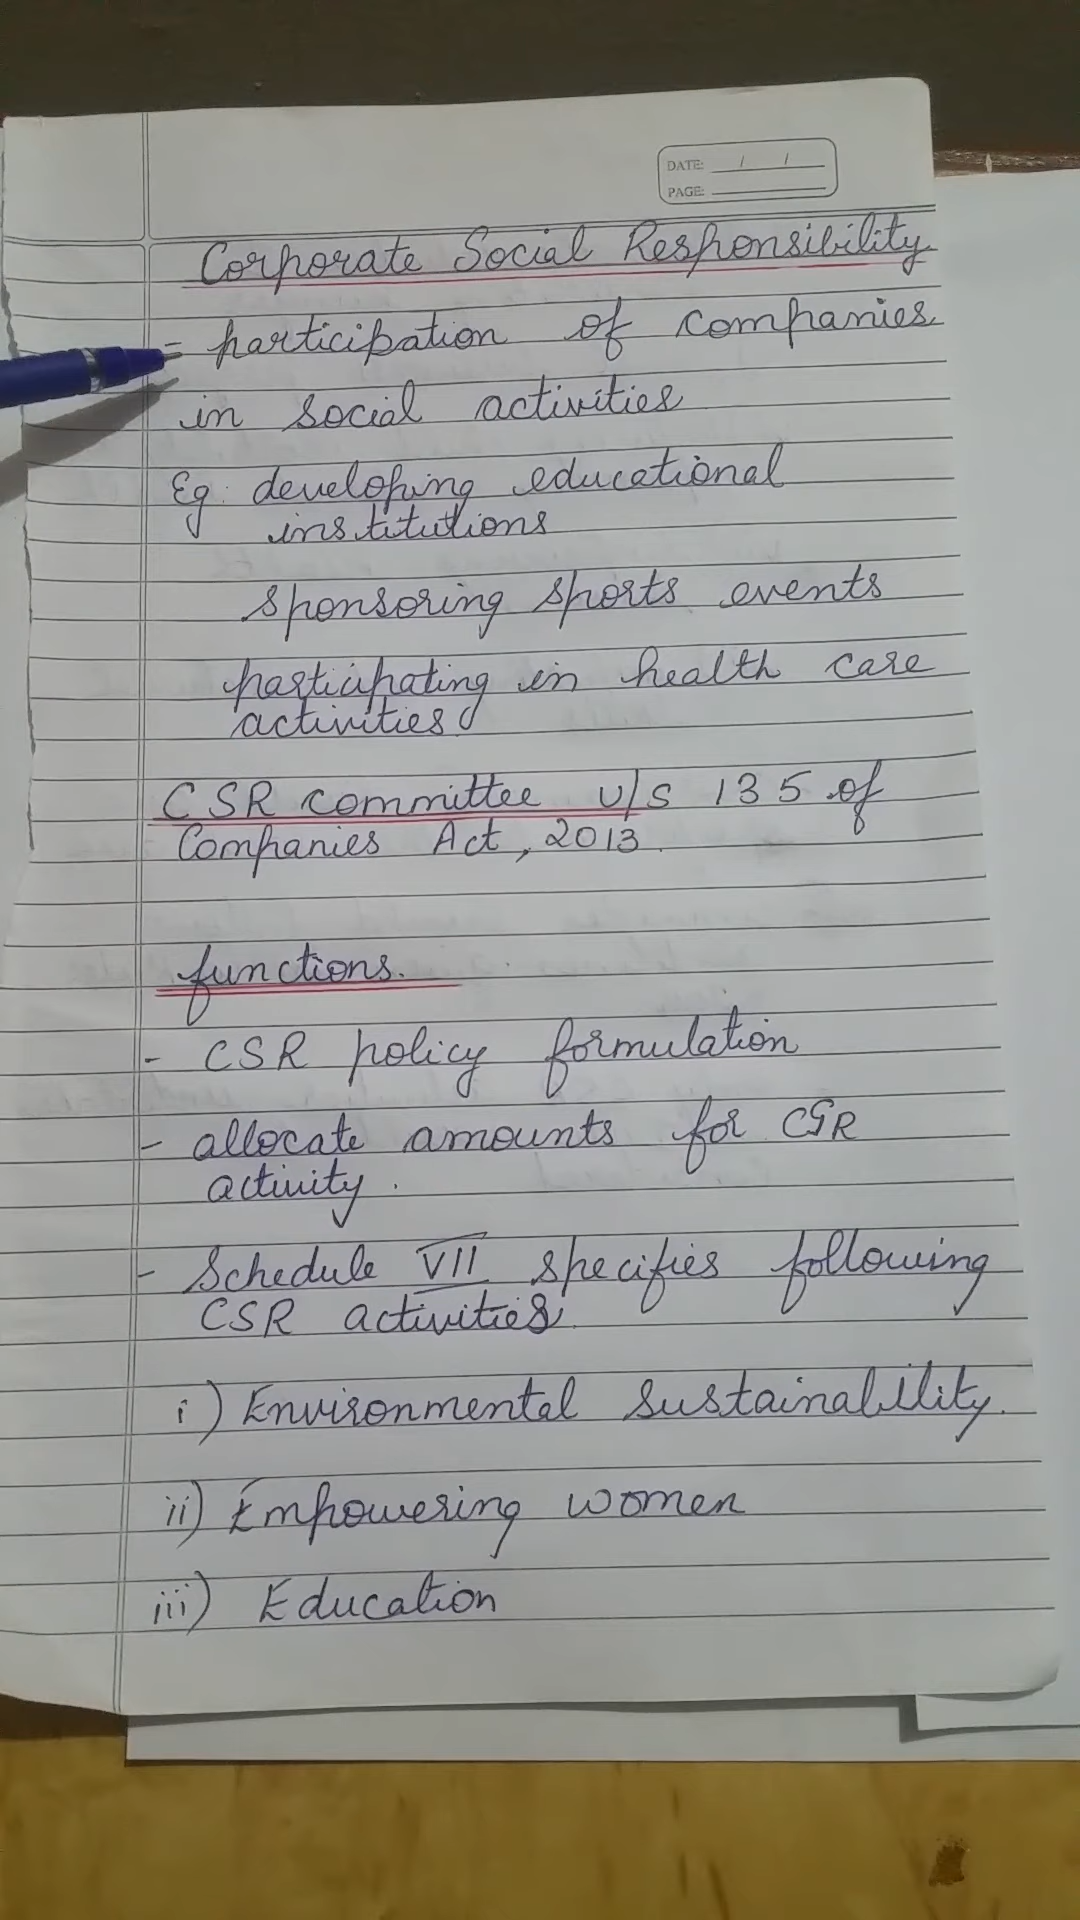 DATE: / /
PAGE:
Corporate Social Responsibility
- participation of companies
in social activities
Eg: developing educational
institutions
sponsoring sports events
participating in health care
activities
CSR committee u/s 135 of
Companies Act, 2013.
functions.
- CSR policy formulation
- allocate amounts for CSR
activity.
- Schedule VII specifies following
CSR activities.
i) Environmental Sustainability.
ii) Empowering women
iii) Education